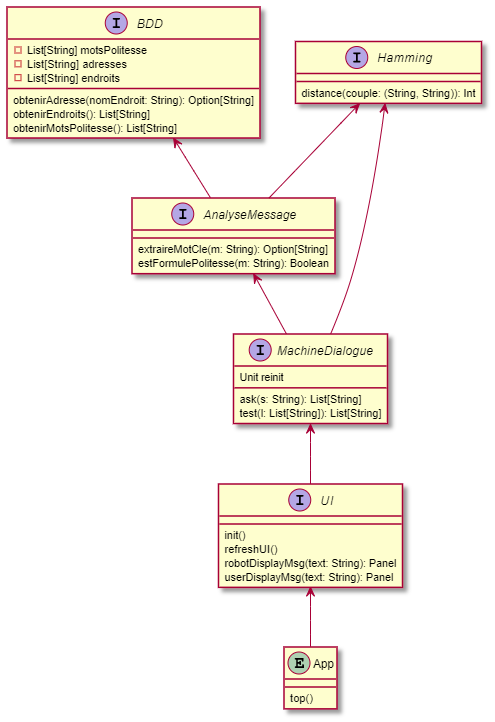 I BDD
List[String] motsPolitesse
List[String] adresses
List[String] endroits
obtenirAdresse(nomEndroit: String): Option[String]
obtenirEndroits(): List[String]
obtenirMotsPolitesse(): List[String]
I Hamming
distance(couple: (String, String)): Int
I AnalyseMessage
extraireMotCle(m: String): Option[String]
estFormulePolitesse(m: String): Boolean
I MachineDialogue
Unit reinit
ask(s: String): List[String]
test(l: List[String]): List[String]
I UI
init()
refreshUI()
robotDisplayMsg(text: String): Panel
userDisplayMsg(text: String): Panel
E App
top()